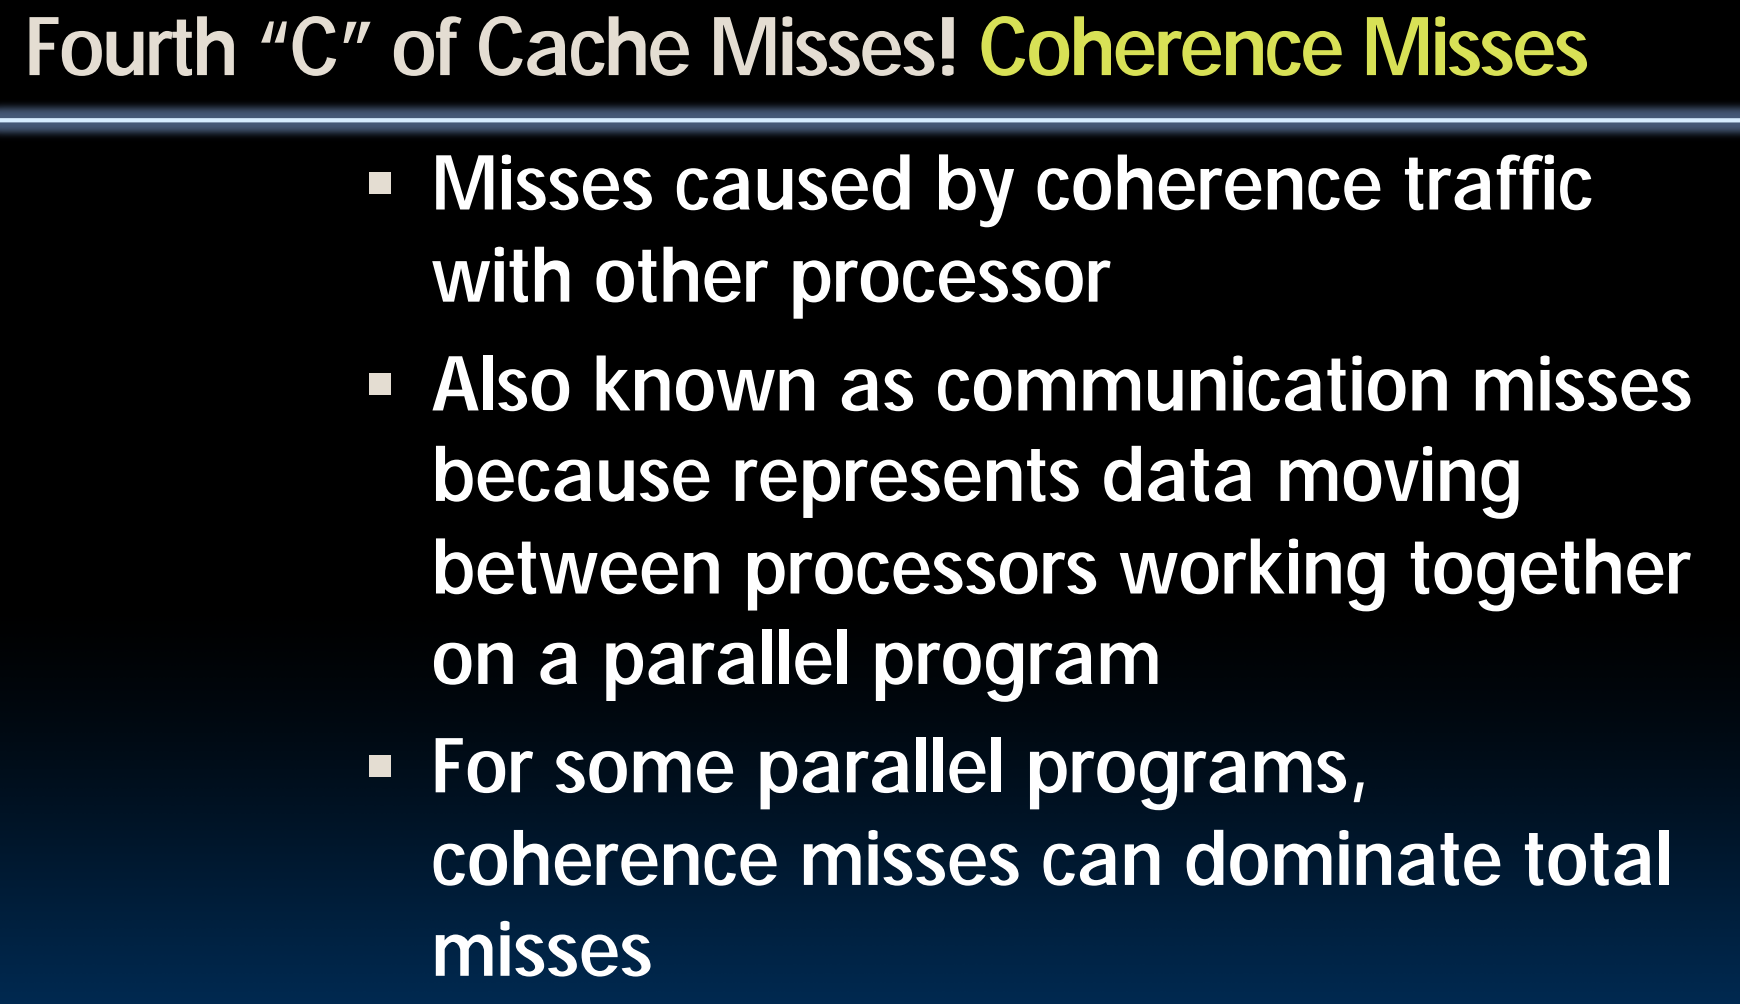 Fourth “C” of Cache Misses! Coherence Misses
▪ Misses caused by coherence traffic
with other processor
▪ Also known as communication misses
because represents data moving
between processors working together
on a parallel program
▪ For some parallel programs,
coherence misses can dominate total
misses